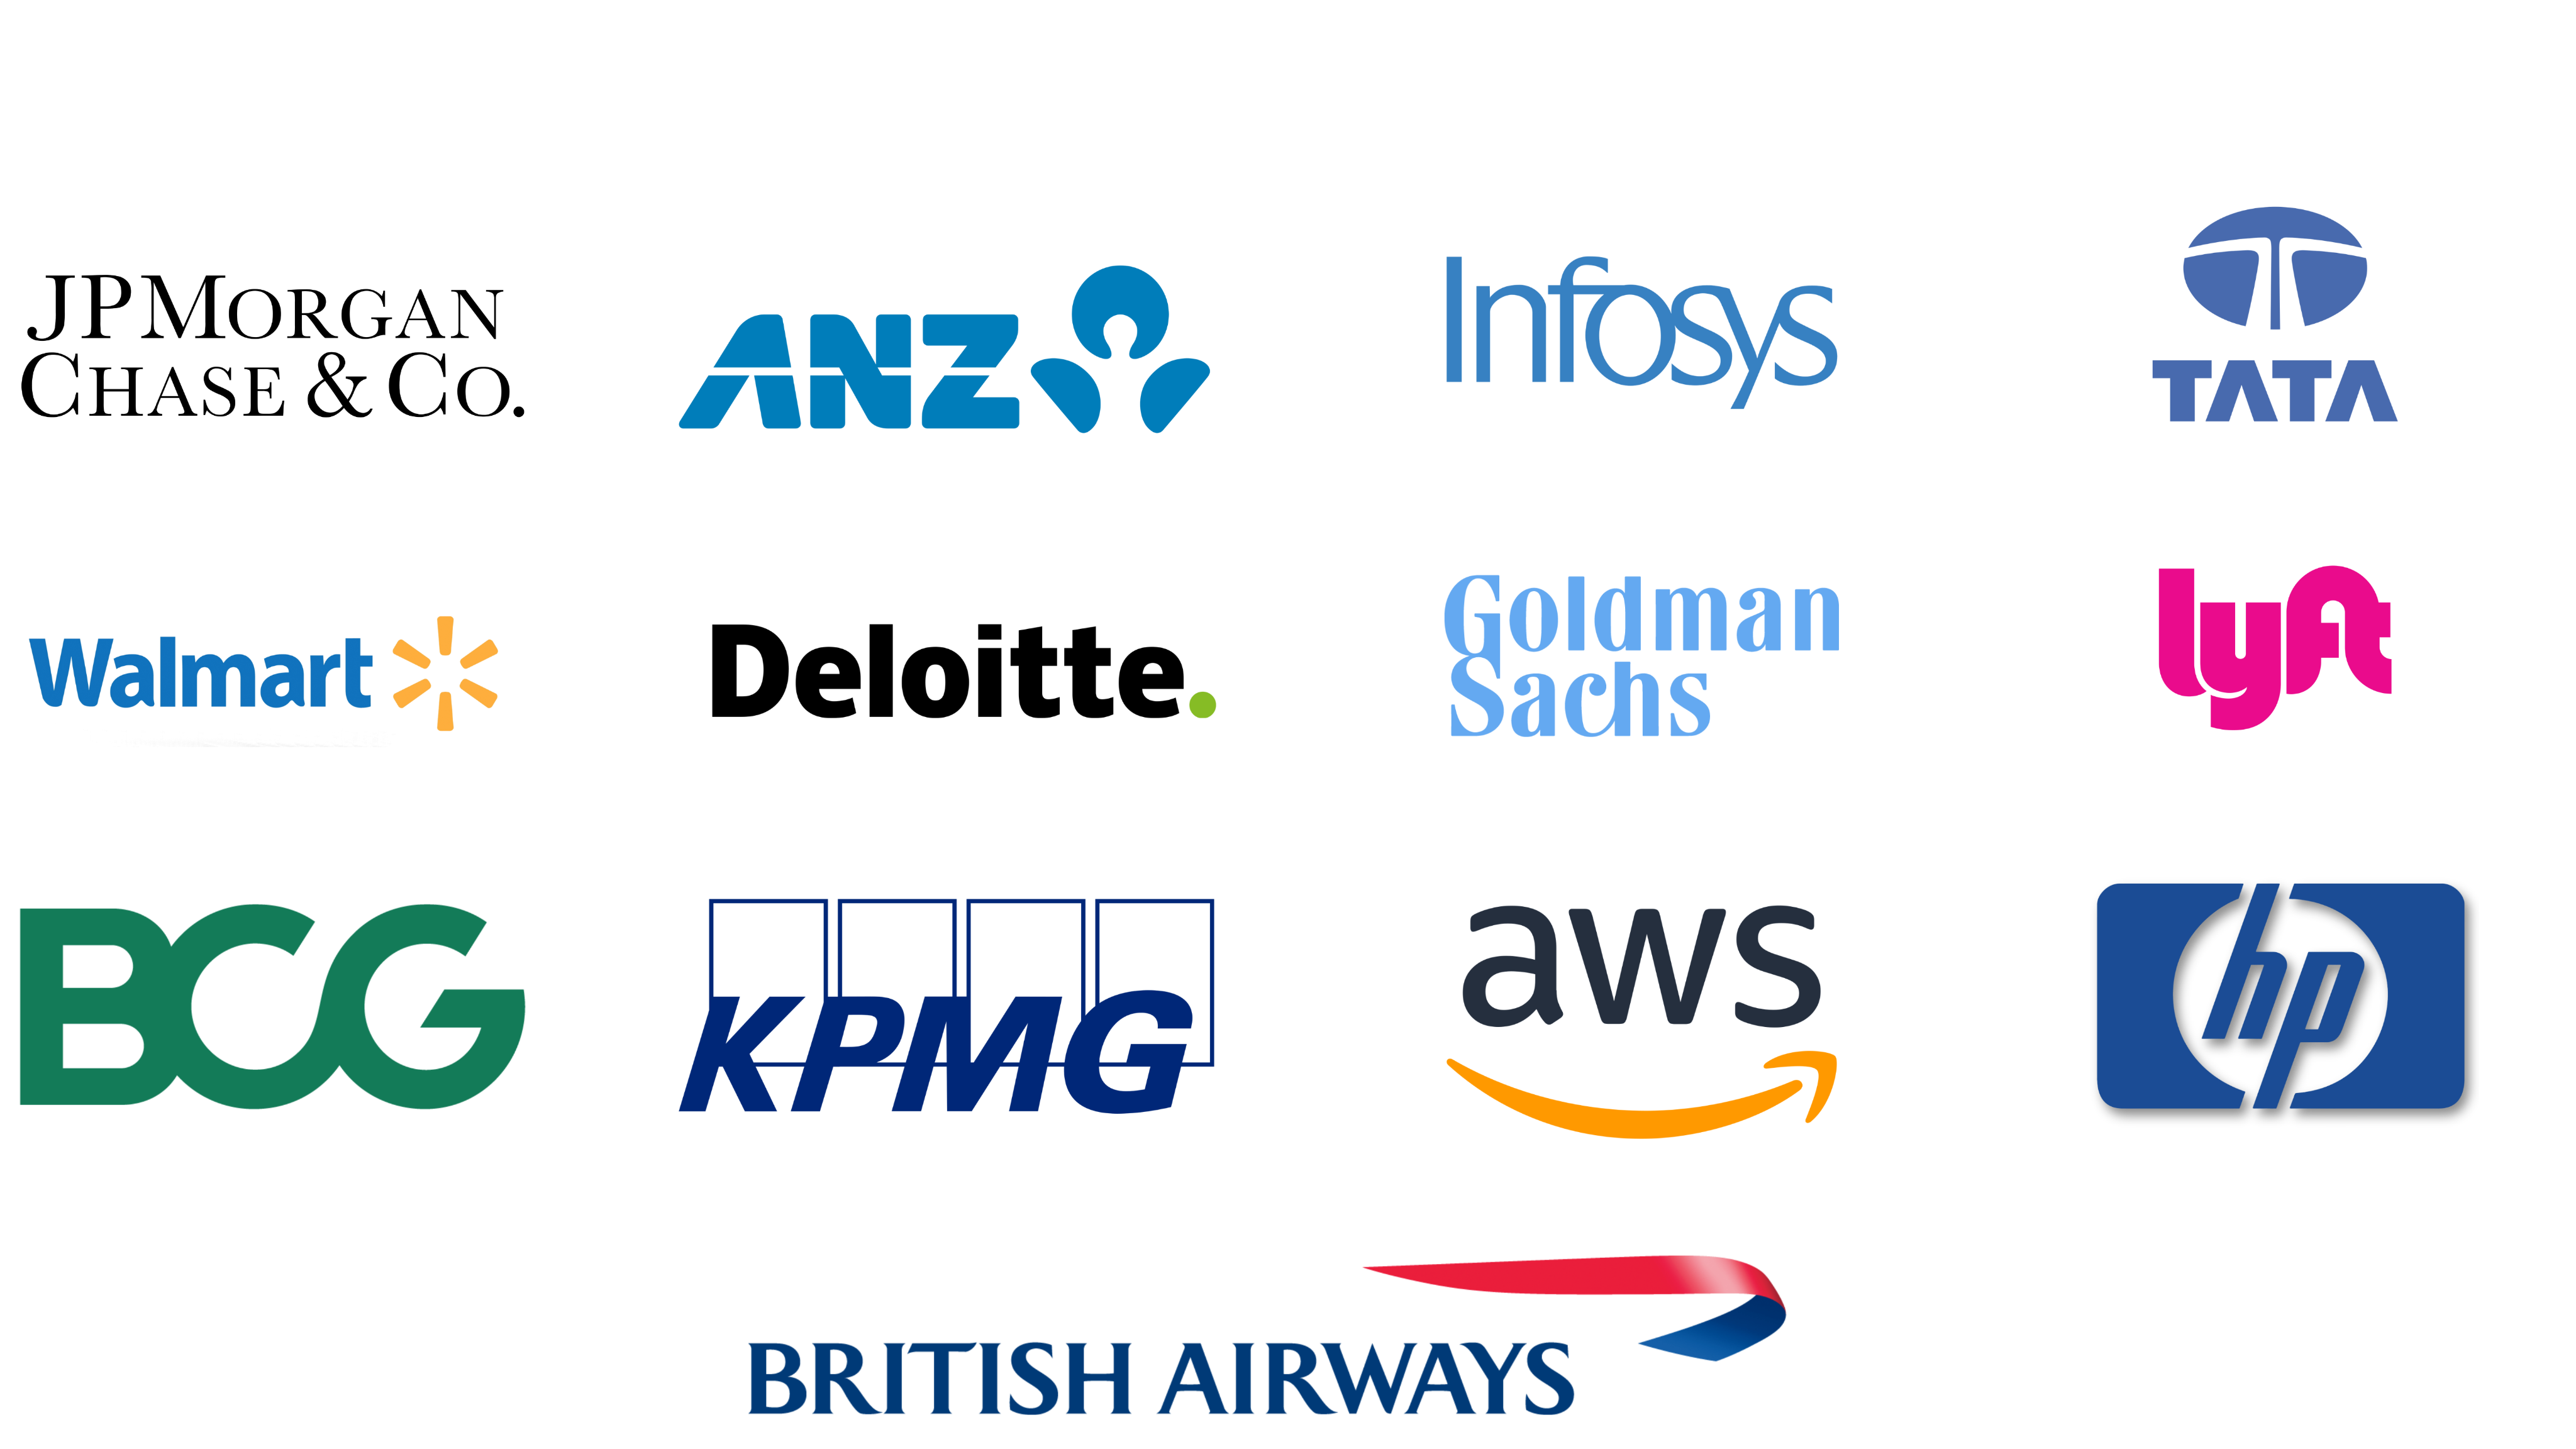 JPMORGAN
CHASE & CO.
ANZ
Infosys
TATA
Walmart
Deloitte.
Goldman
Sachs
lyft
BCG
KPMG
aws
hp
BRITISH AIRWAYS